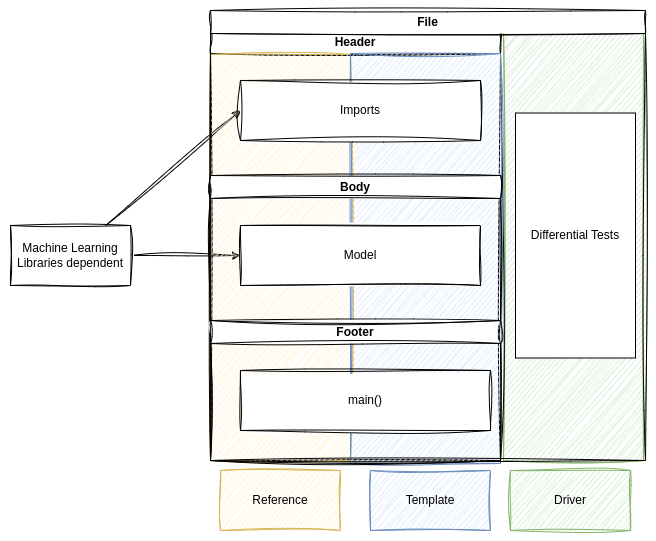 File
Header
Imports
Body
Machine Learning
Libraries dependent
Model
Differential Tests
Footer
main()
Reference
Template
Driver